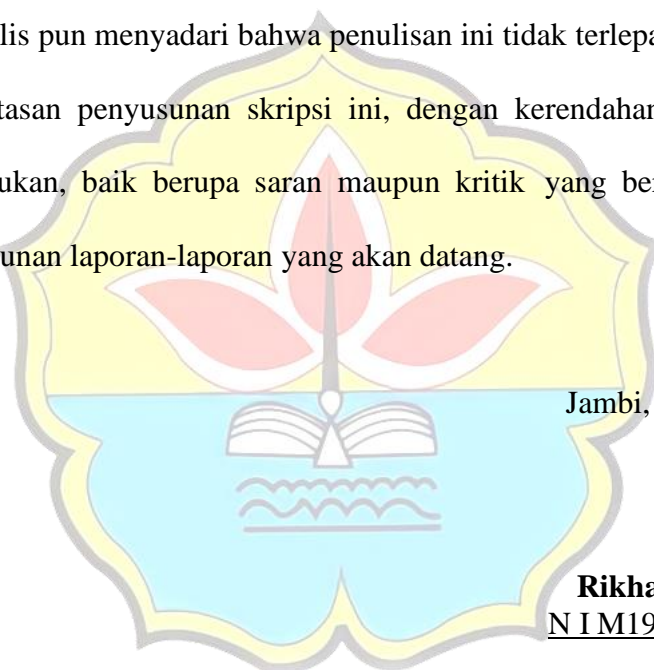 lis pun menyadari bahwa penulisan ini tidak terlepa
tasan penyusunan skripsi ini, dengan kerendahan
ukan, baik berupa saran maupun kritik yang be
unan laporan-laporan yang akan datang.
Jambi,
Rikha
N I M19